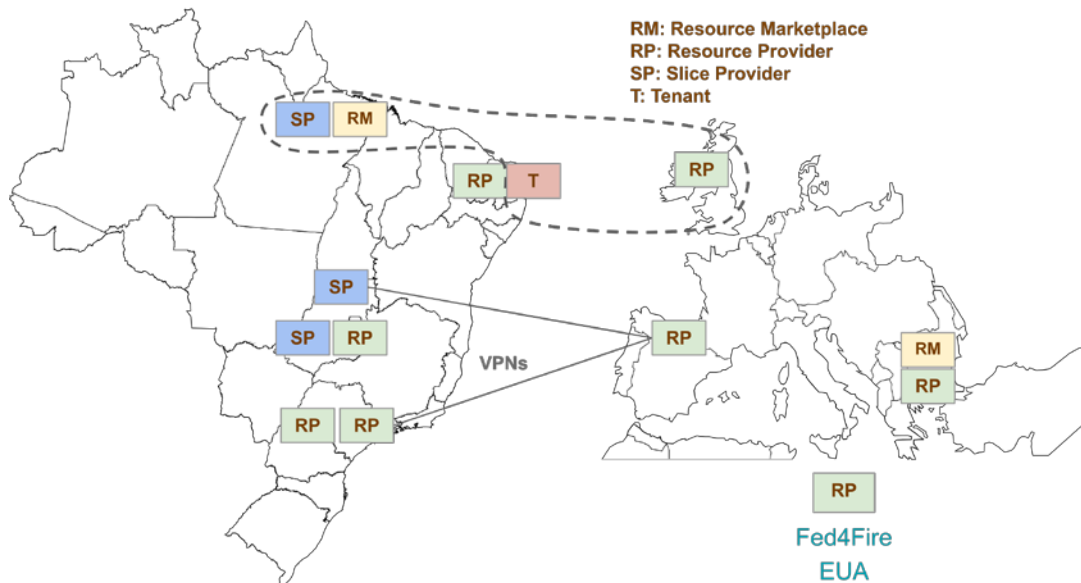 RM: Resource Marketplace
RP: Resource Provider
SP: Slice Provider
T: Tenant
SP RM
RP T
RP
SP
SP RP
RP
VPNs
RM
RP
RP RP
RP
Fed4Fire
EUA